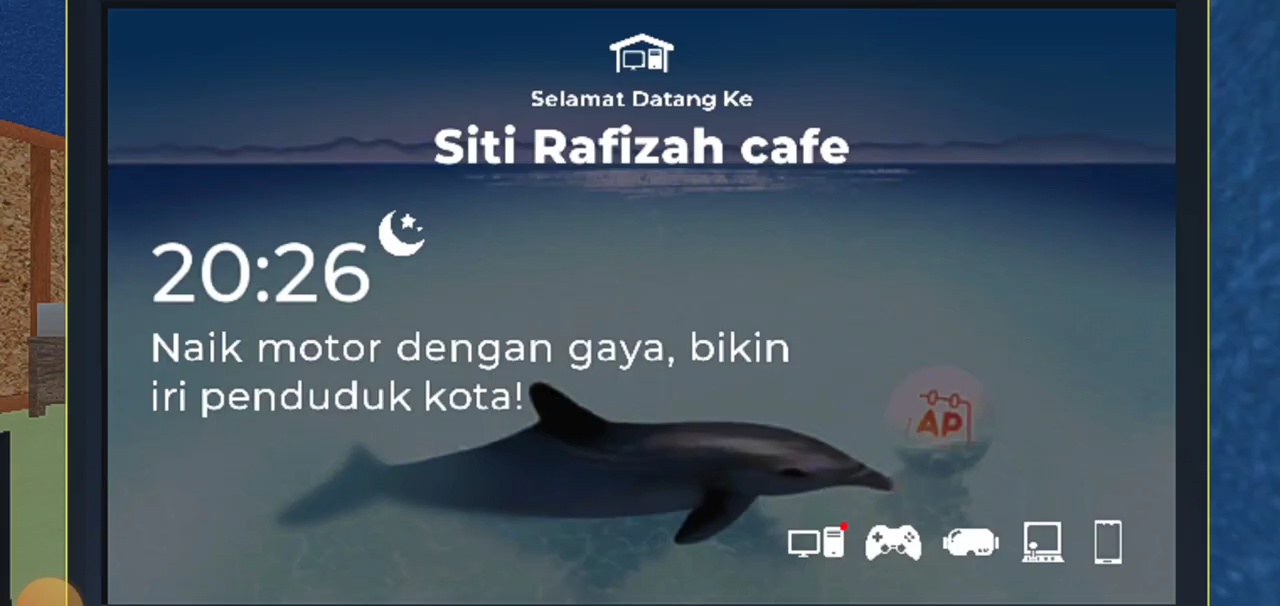 Selamat Datang Ke
Siti Rafizah cafe
20:26
Naik motor dengan gaya, bikin
iri penduduk kota!
AP